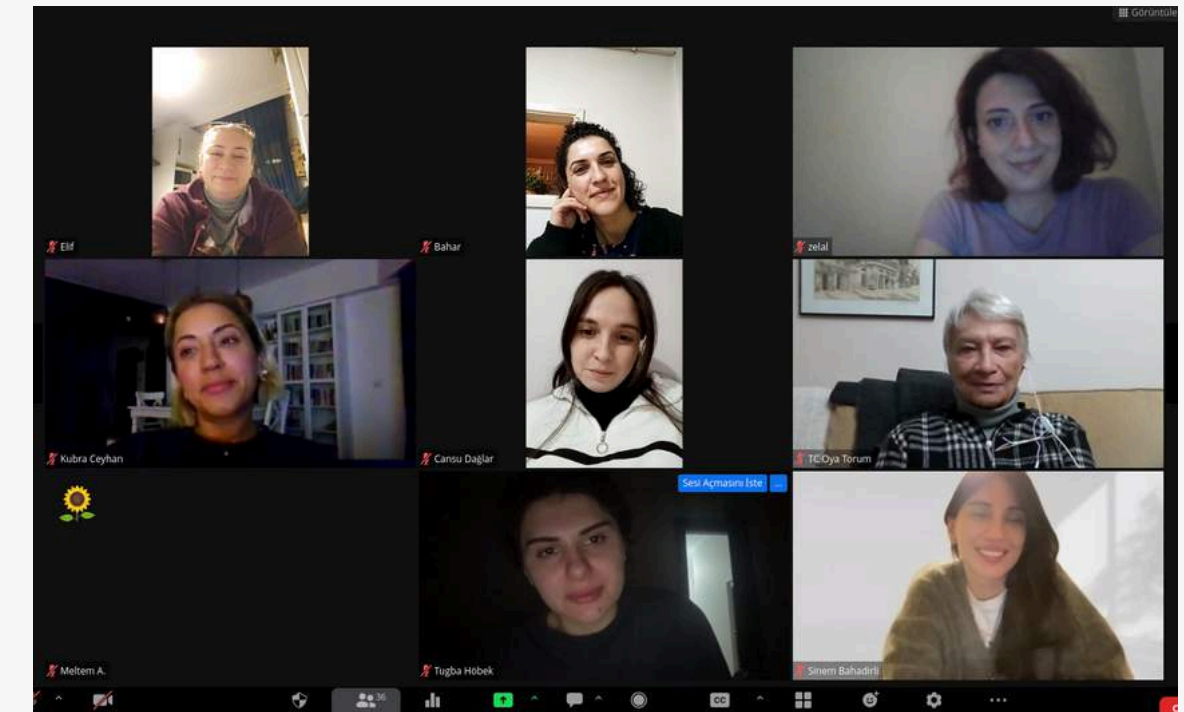 Görüntüle
Elif
Bahar
zelal
Kubra Ceyhan
Cansu Dağlar
TC Oya Torum
Sesi Açmasını İste
...
Meltem A.
Tugba Höbek
Sinem Bahadirli
36
CC